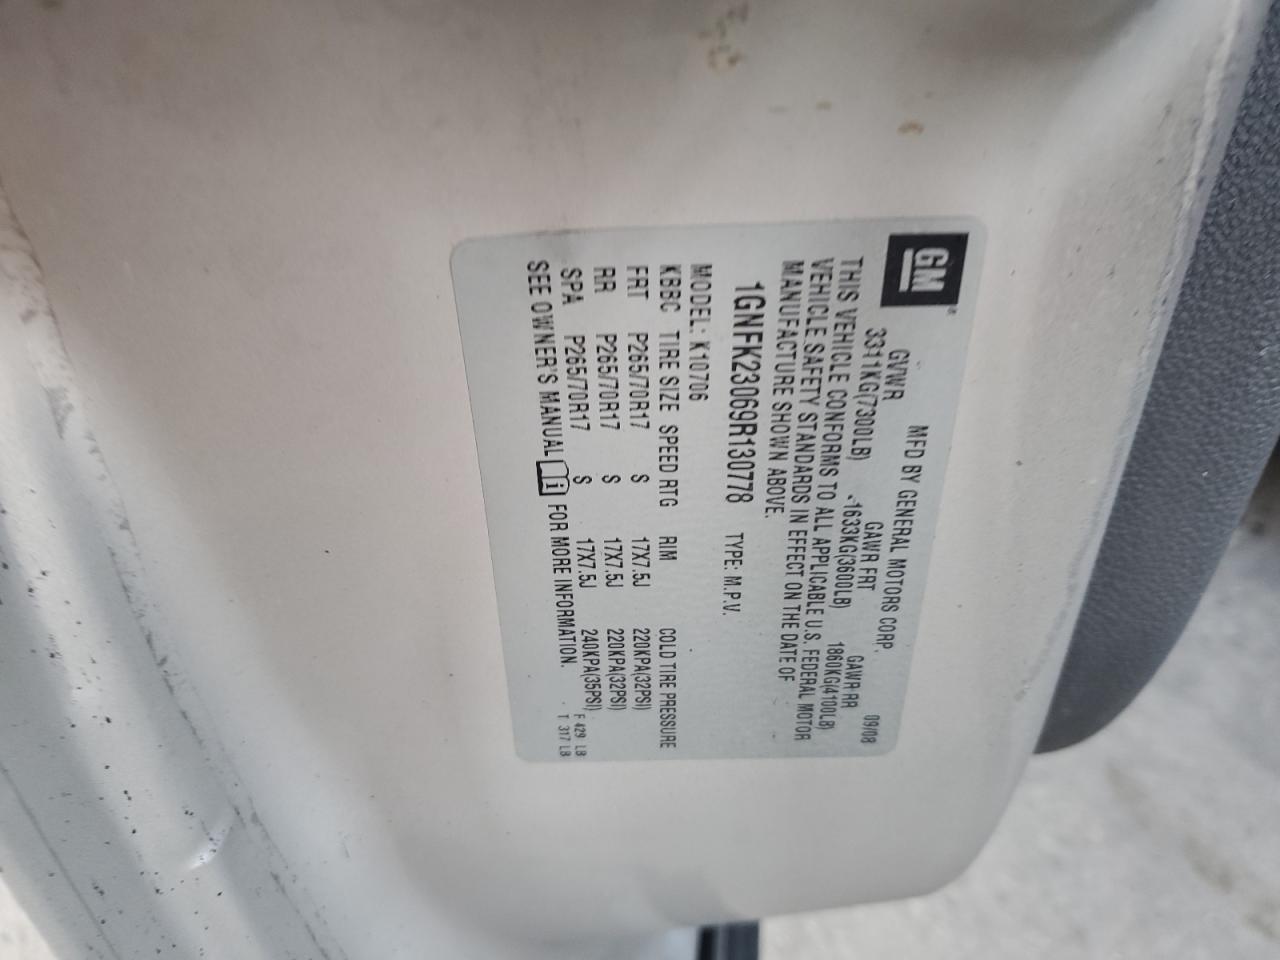 GM
MFD BY GENERAL MOTORS CORP. 09/08
GVWR GAWR FRT GAWR RR
3311KG(7300LB) 1633KG(3600LB) 1860KG(4100LB)
THIS VEHICLE CONFORMS TO ALL APPLICABLE U.S. FEDERAL MOTOR
VEHICLE SAFETY STANDARDS IN EFFECT ON THE DATE OF
MANUFACTURE SHOWN ABOVE.
1GNFK23069R130778 TYPE: M.P.V.
MODEL: K10706
KBBC TIRE SIZE SPEED RTG RIM COLD TIRE PRESSURE
FRT P265/70R17 S 17X7.5J 220KPA(32PSI)
RR P265/70R17 S 17X7.5J 220KPA(32PSI)
SPA P265/70R17 S 17X7.5J 240KPA(35PSI)
SEE OWNER'S MANUAL i FOR MORE INFORMATION.
F 429 LB
T 317 LB